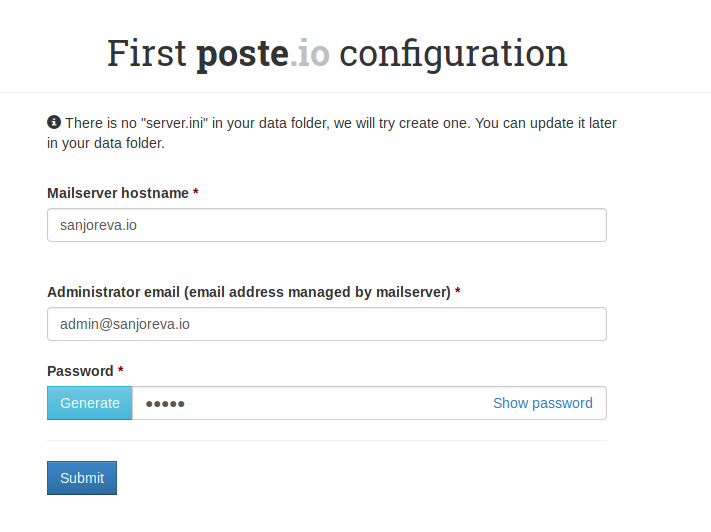 First poste.io configuration
There is no "server.ini" in your data folder, we will try create one. You can update it later
in your data folder.
Mailserver hostname *
sanjoreva.io
Administrator email (email address managed by mailserver) *
admin@sanjoreva.io
Password *
Generate ●●●●● Show password
Submit